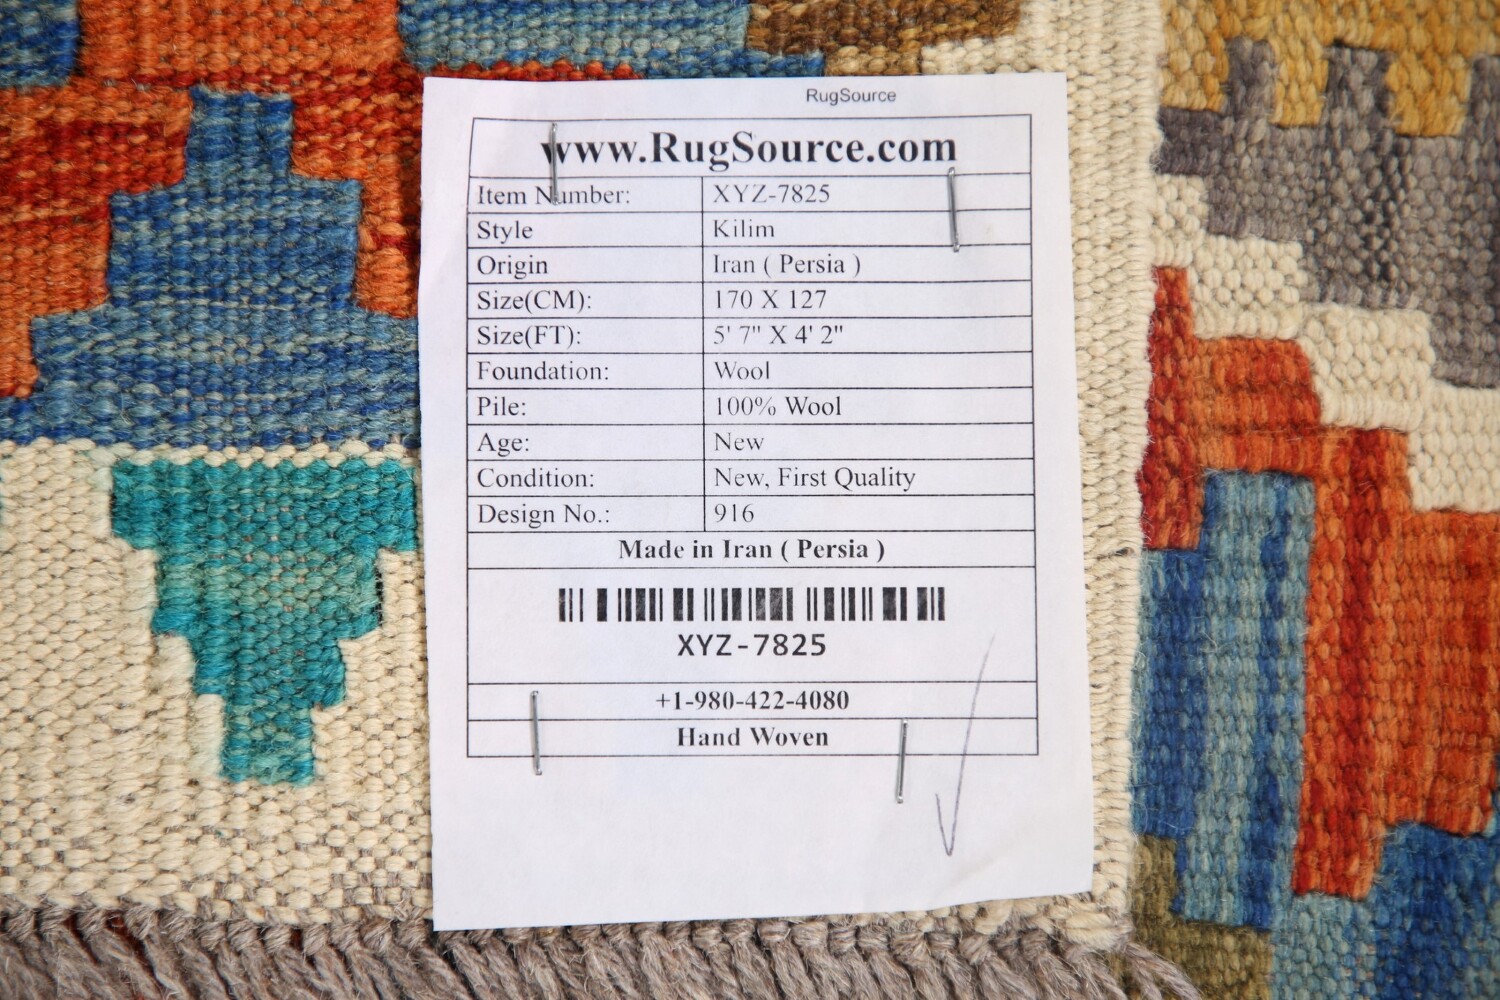 RugSource
www.RugSource.com
Item Number: XYZ-7825
Style Kilim
Origin Iran ( Persia )
Size(CM): 170 X 127
Size(FT): 5' 7" X 4' 2"
Foundation: Wool
Pile: 100% Wool
Age: New
Condition: New, First Quality
Design No.: 916
Made in Iran ( Persia )
XYZ-7825
+1-980-422-4080
Hand Woven